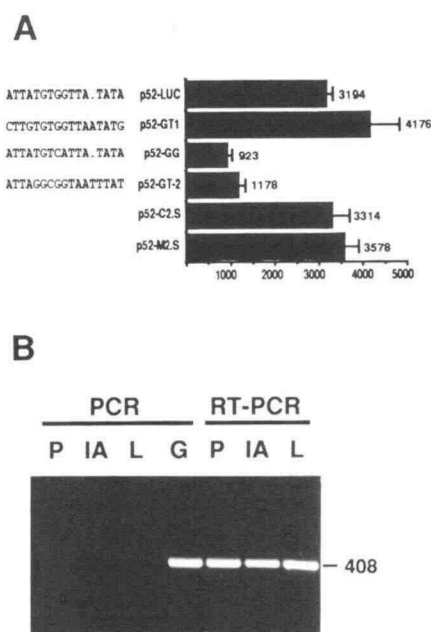 A
ATTATGTGGTTA.TATA p52-LUC 3194
CTTGTGTGGTTAATATG p52-GT1 4176
ATTATGTCATTA.TATA p52-GG 923
ATTAGGCGGTAATTTAT p52-GT-2 1178
p52-C2.S 3314
p52-M2.S 3578
1000 2000 3000 4000 5000
B
PCR RT-PCR
P IA L G P IA L
408